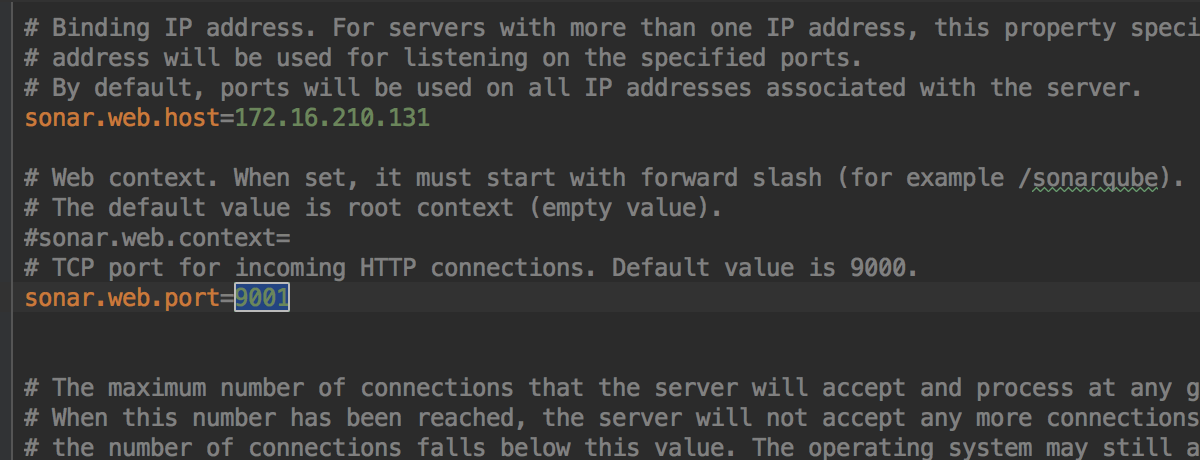 # Binding IP address. For servers with more than one IP address, this property speci
# address will be used for listening on the specified ports.
# By default, ports will be used on all IP addresses associated with the server.
sonar.web.host=172.16.210.131
# Web context. When set, it must start with forward slash (for example /sonarqube).
# The default value is root context (empty value).
#sonar.web.context=
# TCP port for incoming HTTP connections. Default value is 9000.
sonar.web.port=9001
# The maximum number of connections that the server will accept and process at any g
# When this number has been reached, the server will not accept any more connections
# the number of connections falls below this value. The operating system may still a